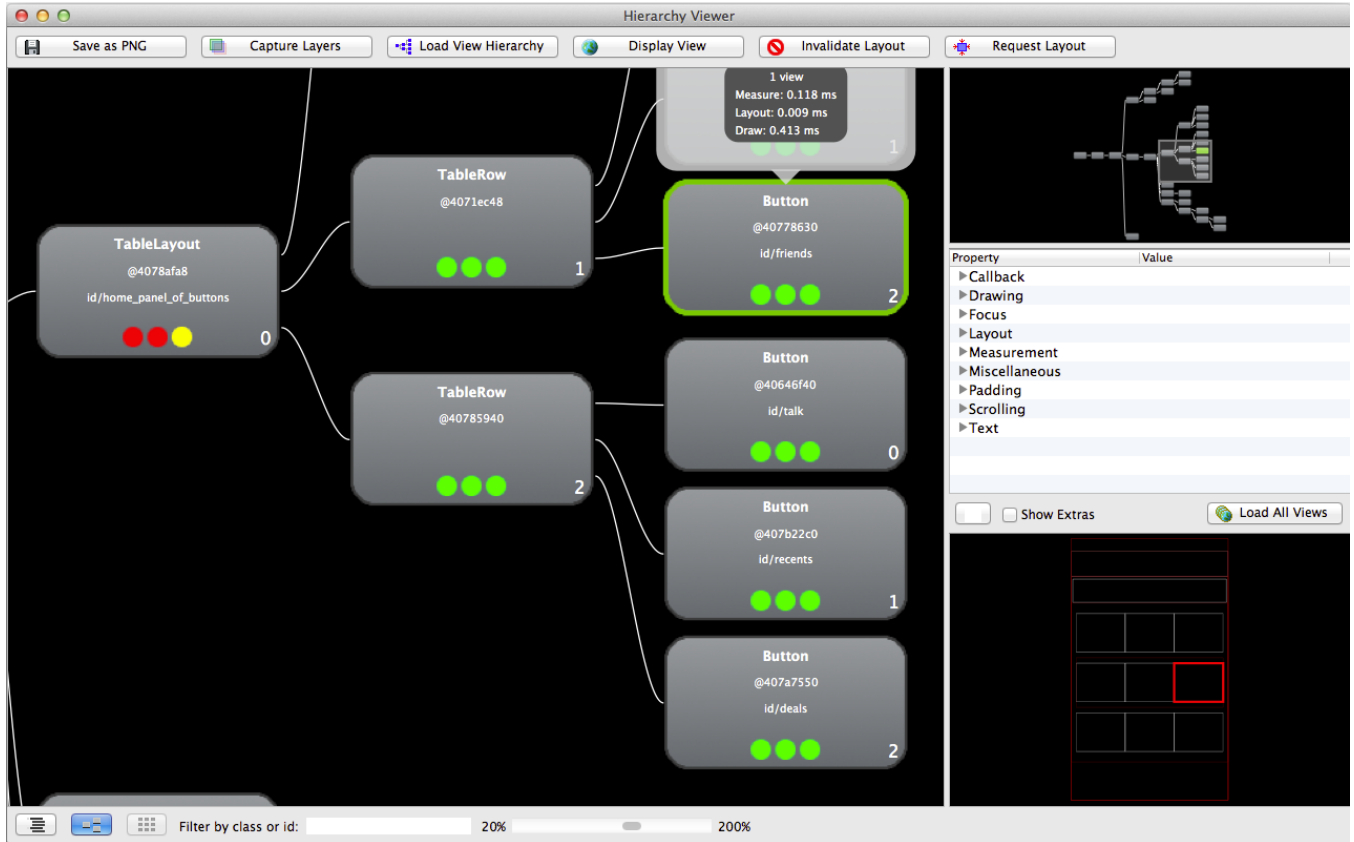 Hierarchy Viewer
Save as PNG
Capture Layers
Load View Hierarchy
Display View
Invalidate Layout
Request Layout
1 view
Measure: 0.118 ms
Layout: 0.009 ms
Draw: 0.413 ms
1
TableRow
@4071ec48
1
Button
@40778630
id/friends
2
TableLayout
@4078afa8
id/home_panel_of_buttons
0
TableRow
@40785940
2
Button
@40646f40
id/talk
0
Button
@407b22c0
id/recents
1
Button
@407a7550
id/deals
2
Property Value
Callback
Drawing
Focus
Layout
Measurement
Miscellaneous
Padding
Scrolling
Text
Show Extras
Load All Views
Filter by class or id:
20%
200%